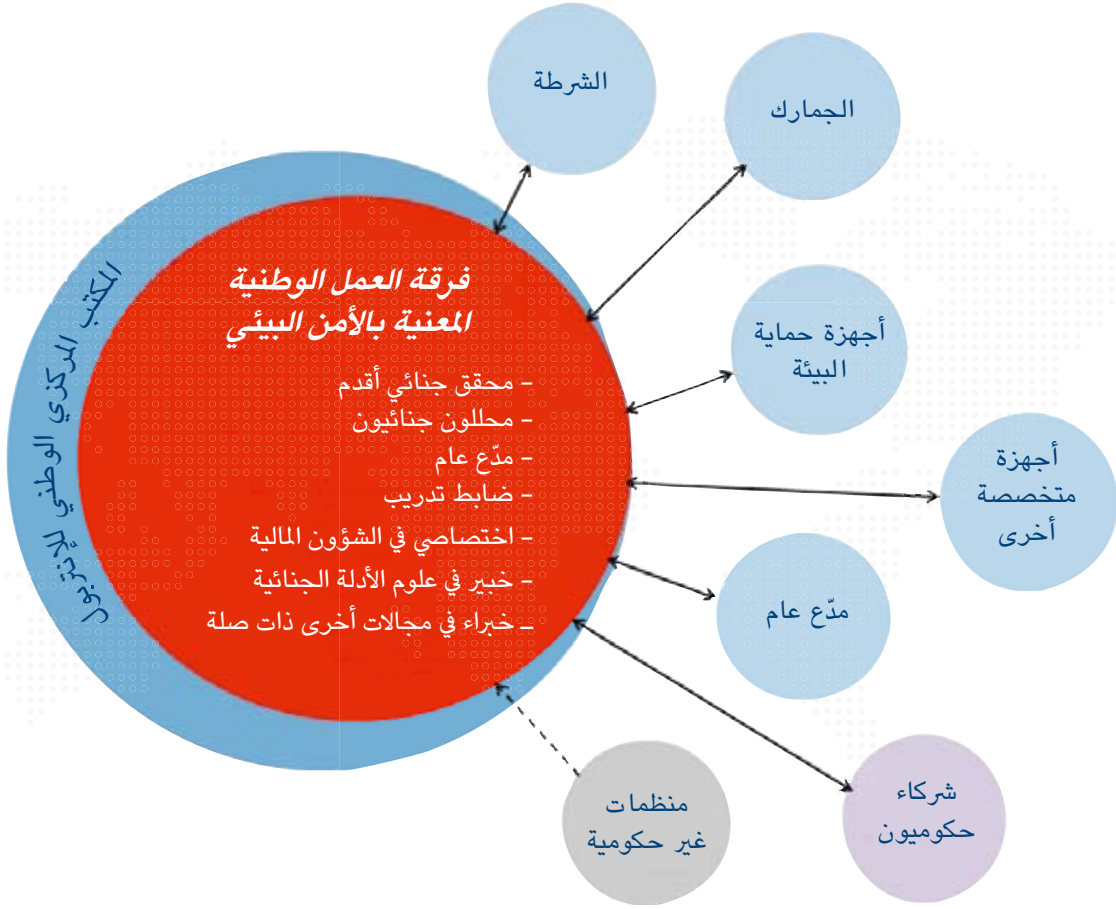 الشرطة
الجمارك
أجهزة حماية
البيئة
أجهزة
متخصصة
أخرى
مدّع عام
شركاء
حكوميون
منظمات
غير حكومية
المكتب المركزي الوطني للإنتربول
فرقة العمل الوطنية
المعنية بالأمن البيئي
– محقق جنائي أقدم
– محللون جنائيون
– مدّع عام
– ضابط تدريب
– اختصاصي في الشؤون المالية
– خبير في علوم الأدلة الجنائية
– خبراء في مجالات أخرى ذات صلة